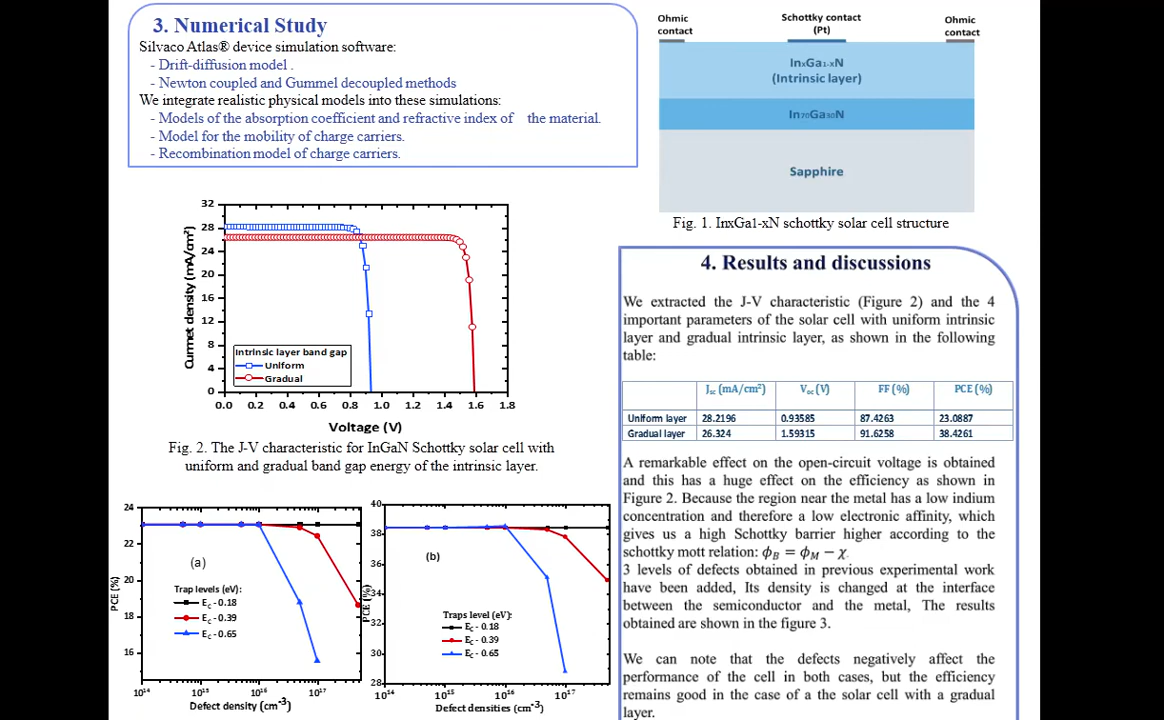 3. Numerical Study
Silvaco Atlas® device simulation software:
- Drift-diffusion model .
- Newton coupled and Gummel decoupled methods
We integrate realistic physical models into these simulations:
- Models of the absorption coefficient and refractive index of the material.
- Model for the mobility of charge carriers.
- Recombination model of charge carriers.
Ohmic contact
Schottky contact (Pt)
Ohmic contact
InxGa1-xN
(Intrinsic layer)
In70Ga30N
Sapphire
Fig. 1. InxGa1-xN schottky solar cell structure
Currnet density (mA/cm²)
32
28
24
20
16
12
8
4
0
Intrinsic layer band gap
Uniform
Gradual
0.0 0.2 0.4 0.6 0.8 1.0 1.2 1.4 1.6 1.8
Voltage (V)
Fig. 2. The J-V characteristic for InGaN Schottky solar cell with
uniform and gradual band gap energy of the intrinsic layer.
PCE (%)
24
22
20
18
16
(a)
Trap levels (eV):
EC - 0.18
EC - 0.39
EC - 0.65
10¹⁴ 10¹⁵ 10¹⁶ 10¹⁷
Defect density (cm⁻³)
PCE (%)
40
38
36
34
32
30
28
(b)
Traps level (eV):
EC - 0.18
EC - 0.39
EC - 0.65
10¹⁴ 10¹⁵ 10¹⁶ 10¹⁷
Defect densities (cm⁻³)
4. Results and discussions
We extracted the J-V characteristic (Figure 2) and the 4
important parameters of the solar cell with uniform intrinsic
layer and gradual intrinsic layer, as shown in the following
table:
Jsc (mA/cm²) Voc (V) FF (%) PCE (%)
Uniform layer 28.2196 0.93585 87.4263 23.0887
Gradual layer 26.324 1.59315 91.6258 38.4261
A remarkable effect on the open-circuit voltage is obtained
and this has a huge effect on the efficiency as shown in
Figure 2. Because the region near the metal has a low indium
concentration and therefore a low electronic affinity, which
gives us a high Schottky barrier higher according to the
schottky mott relation: ϕB = ϕM − χ.
3 levels of defects obtained in previous experimental work
have been added, Its density is changed at the interface
between the semiconductor and the metal, The results
obtained are shown in the figure 3.
We can note that the defects negatively affect the
performance of the cell in both cases, but the efficiency
remains good in the case of a the solar cell with a gradual
layer.